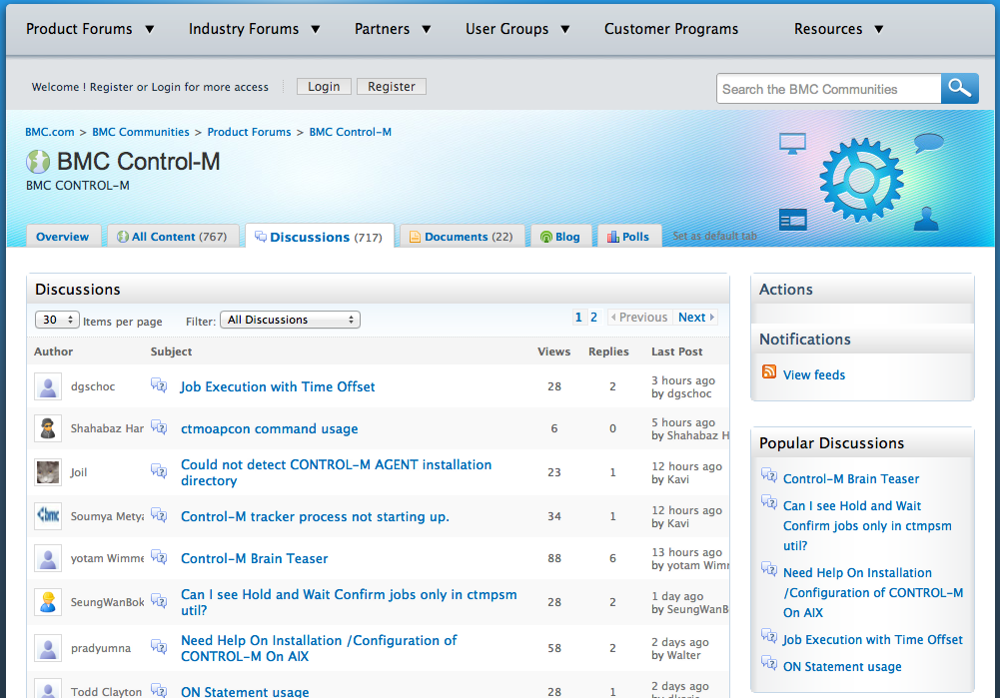 Product Forums ▼ Industry Forums ▼ Partners ▼ User Groups ▼ Customer Programs Resources ▼
Welcome ! Register or Login for more access Login Register Search the BMC Communities
BMC.com > BMC Communities > Product Forums > BMC Control-M
BMC Control-M
BMC CONTROL-M
Overview All Content (767) Discussions (717) Documents (22) Blog Polls Set as default tab
Discussions
30 Items per page Filter: All Discussions 1 2 Previous Next
Author Subject Views Replies Last Post
dgschoc Job Execution with Time Offset 28 2 3 hours ago
by dgschoc
Shahabaz Har ctmoapcon command usage 6 0 5 hours ago
by Shahabaz H
Joil Could not detect CONTROL-M AGENT installation
directory 23 1 12 hours ago
by Kavi
bmc Soumya Metya Control-M tracker process not starting up. 34 1 12 hours ago
by Kavi
yotam Wimme Control-M Brain Teaser 88 6 13 hours ago
by yotam Wimr
SeungWanBok Can I see Hold and Wait Confirm jobs only in ctmpsm
util? 28 2 1 day ago
by SeungWanB
pradyumna Need Help On Installation /Configuration of
CONTROL-M On AIX 58 2 2 days ago
by Walter
Todd Clayton ON Statement usage 28 1 2 days ago
Actions
Notifications
View feeds
Popular Discussions
Control-M Brain Teaser
Can I see Hold and Wait
Confirm jobs only in ctmpsm
util?
Need Help On Installation
/Configuration of CONTROL-M
On AIX
Job Execution with Time Offset
ON Statement usage